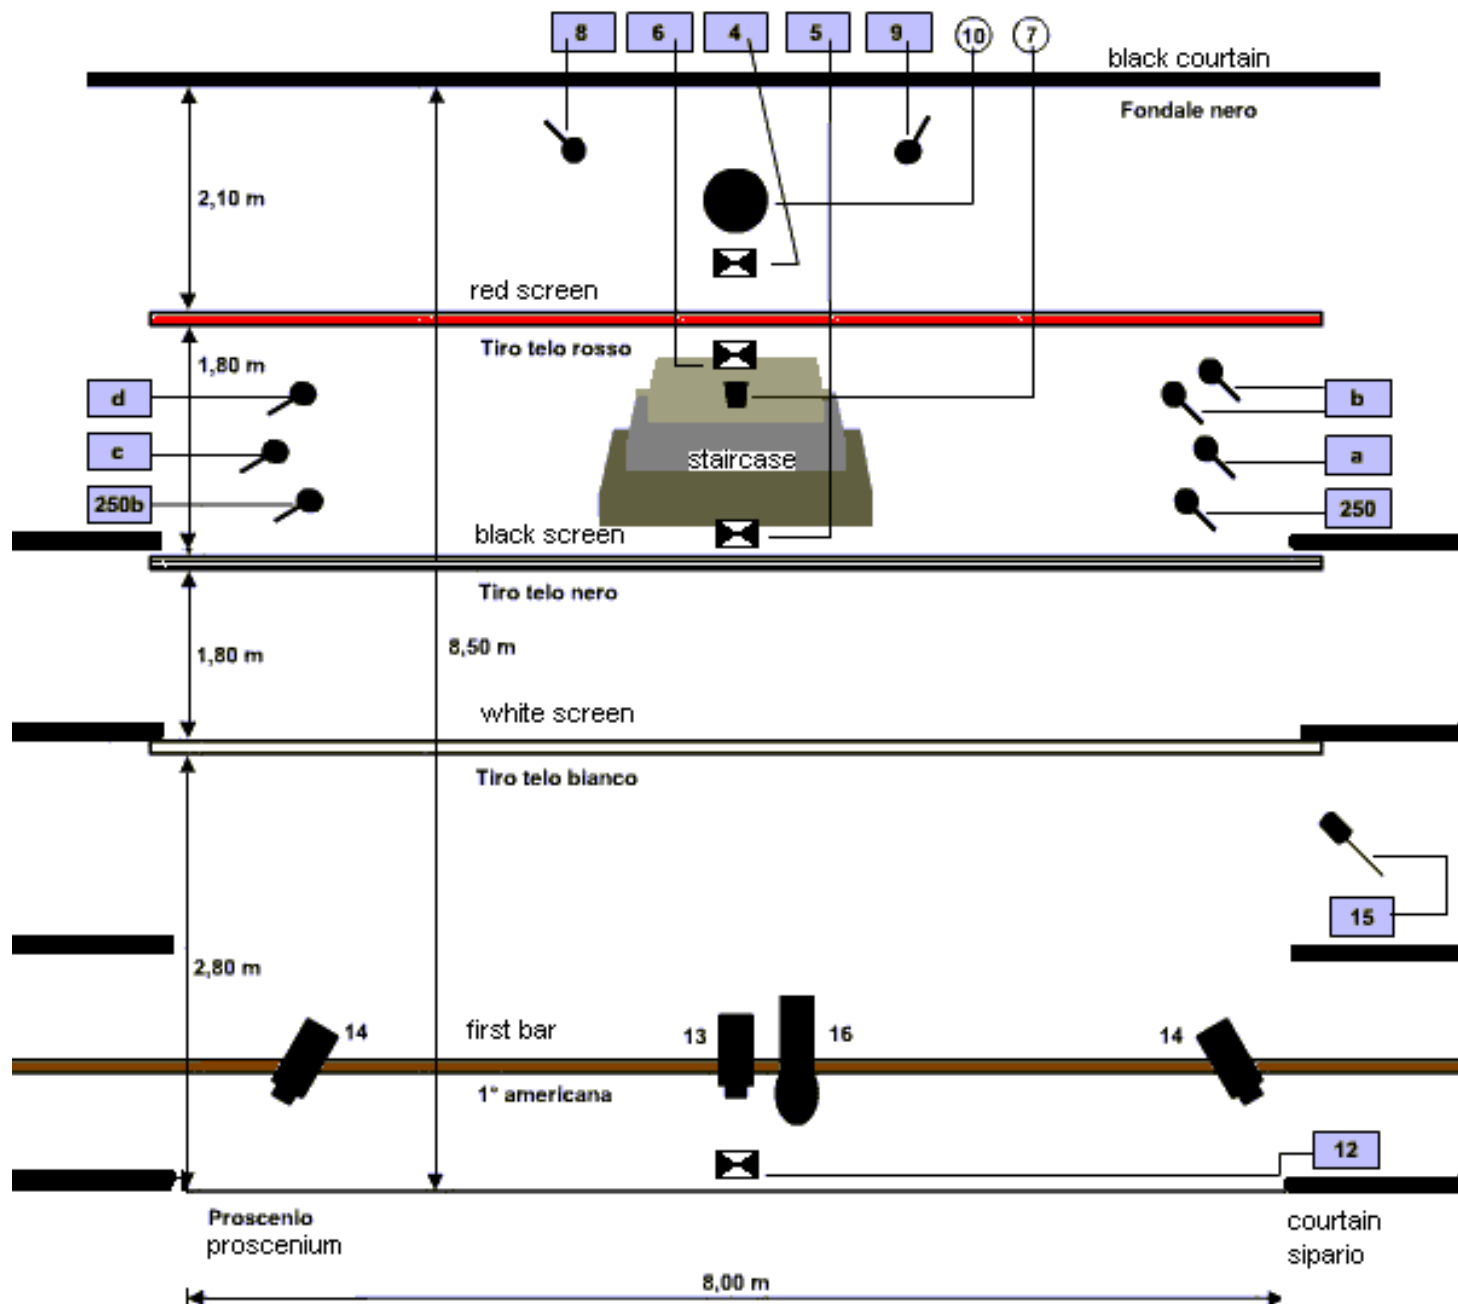 8 6 4 5 9 10 7
black courtain
Fondale nero
2,10 m
red screen
Tiro telo rosso
1,80 m
d
b
c
staircase
a
250b
250
black screen
Tiro telo nero
1,80 m
8,50 m
white screen
Tiro telo bianco
15
2,80 m
14
first bar
13
16
14
1° americana
12
Proscenio
proscenium
courtain
sipario
8,00 m